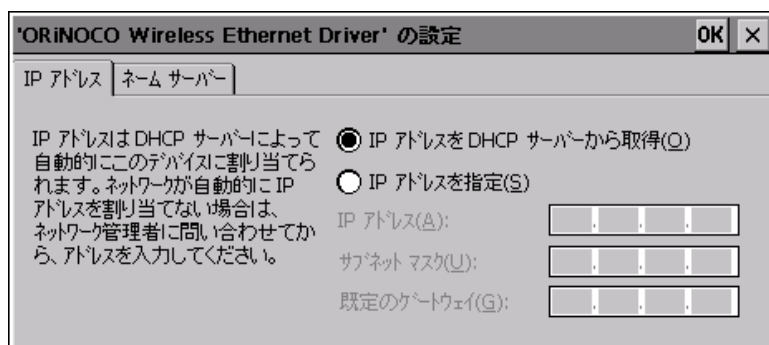 'ORiNOCO Wireless Ethernet Driver' の設定
OK ×
IP アドレス ネーム サーバー
IP アドレスは DHCP サーバーによって
自動的にこのデバイスに割り当てら
れます。ネットワークが自動的に IP
アドレスを割り当てない場合は、
ネットワーク管理者に問い合わせてか
ら、アドレスを入力してください。
IP アドレスを DHCP サーバーから取得(O)
IP アドレスを指定(S)
IP アドレス(A):
サブネット マスク(U):
既定のゲートウェイ(G):